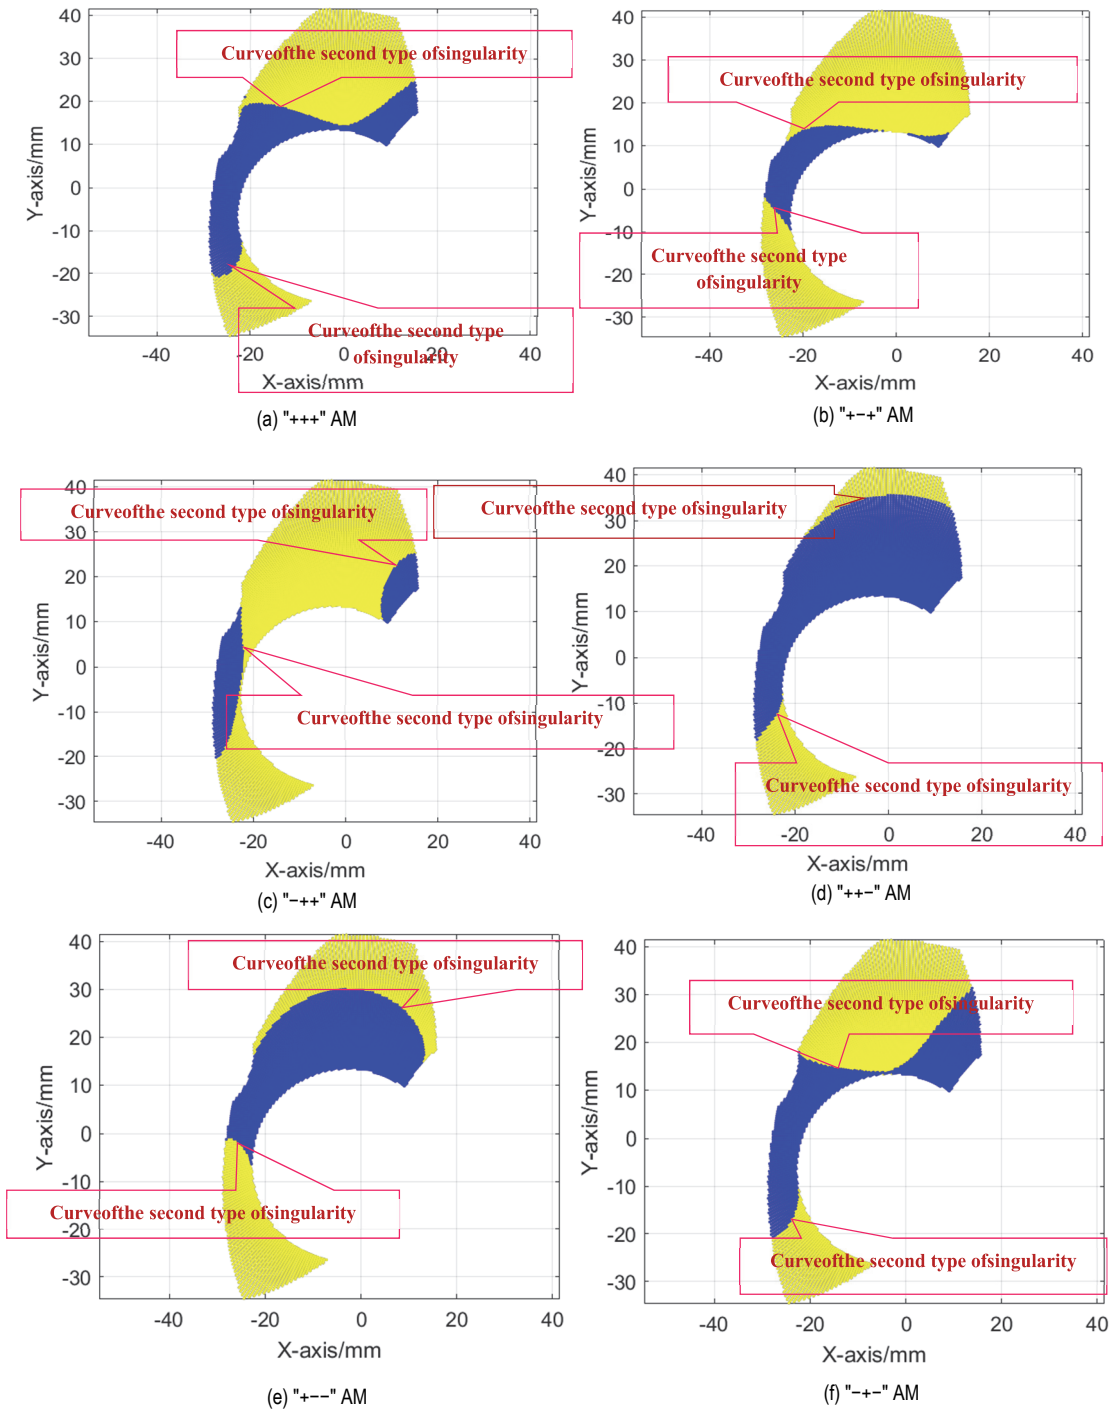 40
30
20
10
0
-10
-20
-30
-40
-20
0
20
40
Y-axis/mm
X-axis/mm
Curveofthe second type ofsingularity
Curveofthe second type
ofsingularity
(a) "+++" AM
40
30
20
10
0
-10
-20
-30
-40
-20
0
20
40
Y-axis/mm
X-axis/mm
Curveofthe second type ofsingularity
Curveofthe second type
ofsingularity
(b) "+−+" AM
40
30
20
10
0
-10
-20
-30
-40
-20
0
20
40
Y-axis/mm
X-axis/mm
Curveofthe second type ofsingularity
Curveofthe second type ofsingularity
(c) "−++" AM
40
30
20
10
0
-10
-20
-30
-40
-20
0
20
40
Y-axis/mm
X-axis/mm
Curveofthe second type ofsingularity
Curveofthe second type ofsingularity
(d) "++−" AM
40
30
20
10
0
-10
-20
-30
-40
-20
0
20
40
Y-axis/mm
X-axis/mm
Curveofthe second type ofsingularity
Curveofthe second type ofsingularity
(e) "+−−" AM
40
30
20
10
0
-10
-20
-30
-40
-20
0
20
40
Y-axis/mm
X-axis/mm
Curveofthe second type ofsingularity
Curveofthe second type ofsingularity
(f) "−+−" AM